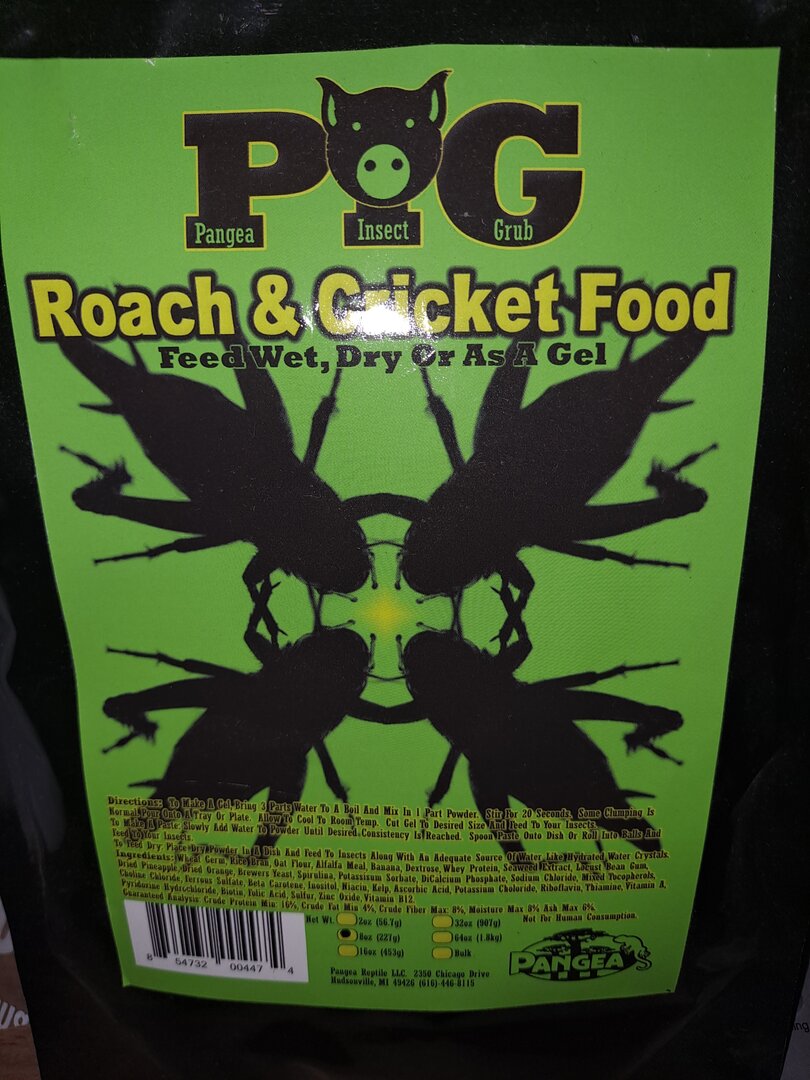 PIG
Pangea Insect Grub
Roach & Cricket Food
Feed Wet, Dry Or As A Gel
Directions: To Make A Gel, Bring 3 Parts Water To A Boil And Mix In 1 Part Powder. Stir For 20 Seconds. Some Clumping Is
Normal. Pour Onto A Tray Or Plate. Allow To Cool To Room Temp. Cut Gel To Desired Size And Feed To Your Insects.
To Make A Paste: Slowly Add Water To Powder Until Desired Consistency Is Reached. Spoon Paste Onto Dish Or Roll Into Balls And
Feed To Your Insects.
To Feed Dry: Place Dry Powder In A Dish And Feed To Insects Along With An Adequate Source Of Water Like Hydrated Water Crystals.
Ingredients: Wheat Germ, Rice Bran, Oat Flour, Alfalfa Meal, Banana, Dextrose, Whey Protein, Seaweed Extract, Locust Bean Gum,
Dried Pineapple, Dried Orange, Brewers Yeast, Spirulina, Potassium Sorbate, DiCalcium Phosphate, Sodium Chloride, Mixed Tocopherols,
Choline Chloride, Ferrous Sulfate, Beta Carotene, Inositol, Niacin, Kelp, Ascorbic Acid, Potassium Choloride, Riboflavin, Thiamine, Vitamin A,
Pyridoxine Hydrochloride, Biotin, Folic Acid, Sulfur, Zinc Oxide, Vitamin B12.
Guaranteed Analysis: Crude Protein Min: 16%, Crude Fat Min 4%, Crude Fiber Max: 8%, Moisture Max 8% Ash Max 6%.
Not For Human Consumption.
Net Wt. 2oz (56.7g) 32oz (907g)
8oz (227g) 64oz (1.8kg)
16oz (453g) Bulk
8 54732 00447 4
Pangea Reptile LLC. 2350 Chicago Drive
Hudsonville, MI 49426 (616)-446-8115
PANGEA